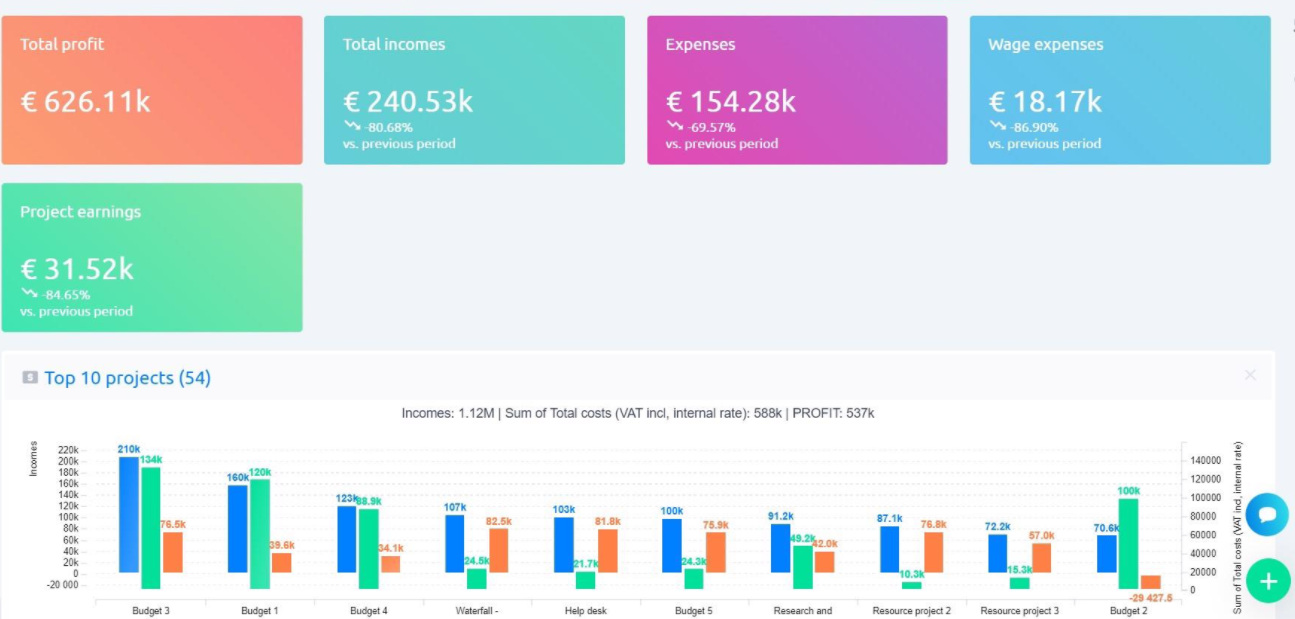 Total profit
€ 626.11k
Total incomes
€ 240.53k
-80.68%
vs. previous period
Expenses
€ 154.28k
-69.57%
vs. previous period
Wage expenses
€ 18.17k
-86.90%
vs. previous period
Project earnings
€ 31.52k
-84.65%
vs. previous period
Top 10 projects (54)
Incomes: 1.12M | Sum of Total costs (VAT incl, internal rate): 588k | PROFIT: 537k
Incomes
220k
200k
180k
160k
140k
120k
100k
80k
60k
40k
20k
0
-20 000
210k
134k
76.5k
160k
120k
39.6k
123k
88.9k
34.1k
107k
24.5k
82.5k
103k
21.7k
81.8k
100k
24.3k
75.9k
91.2k
49.2k
42.0k
87.1k
10.3k
76.8k
72.2k
15.3k
57.0k
70.6k
100k
-29 427.5
140000
120000
100000
80000
60000
40000
20000
0
Sum of Total costs (VAT incl, internal rate)
Budget 3
Budget 1
Budget 4
Waterfall -
Help desk
Budget 5
Research and
Resource project 2
Resource project 3
Budget 2